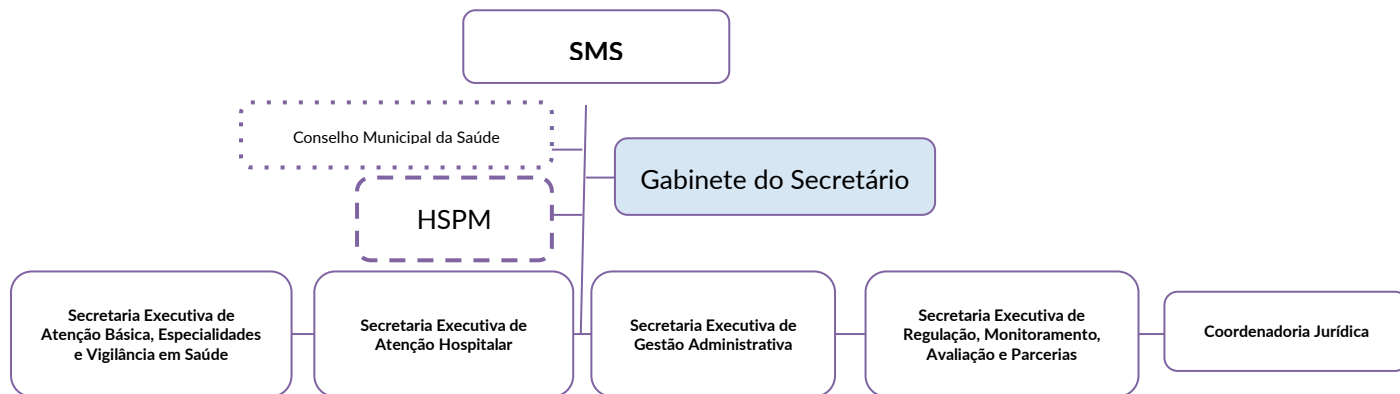 SMS
Conselho Municipal da Saúde
Gabinete do Secretário
HSPM
Secretaria Executiva de
Atenção Básica, Especialidades
e Vigilância em Saúde
Secretaria Executiva de
Atenção Hospitalar
Secretaria Executiva de
Gestão Administrativa
Secretaria Executiva de
Regulação, Monitoramento,
Avaliação e Parcerias
Coordenadoria Jurídica